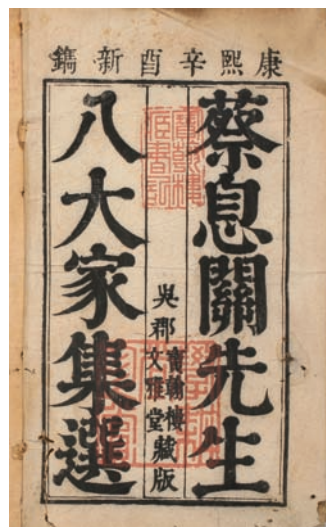 康熙辛酉新鐫
蔡息關先生
吳郡
寶翰樓
文雅堂
藏版
八大家集選